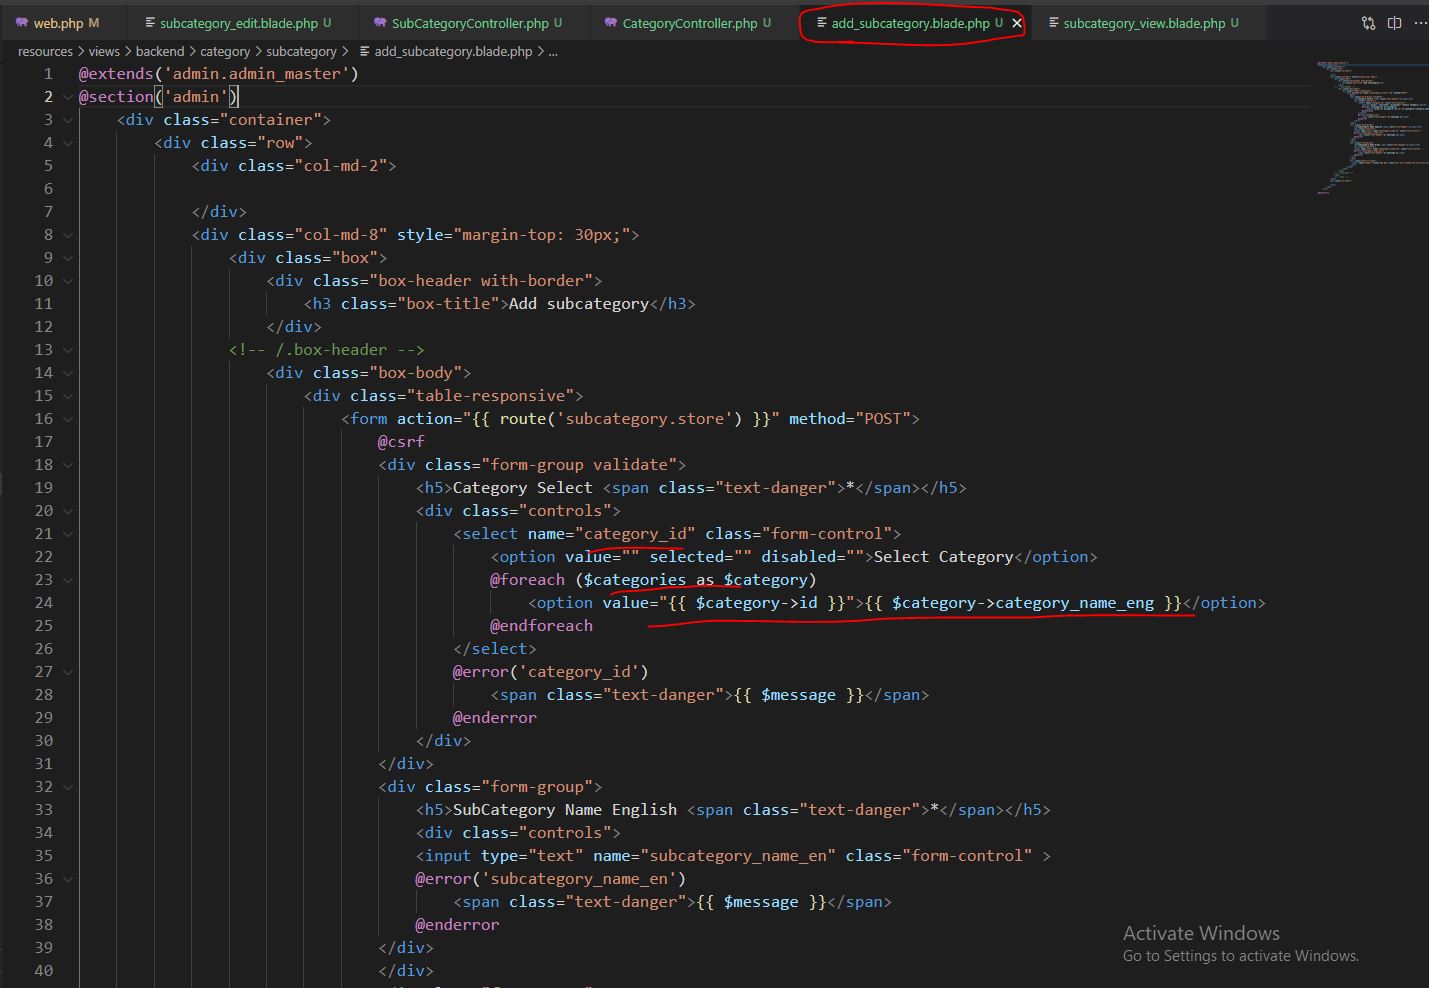 web.php M
subcategory_edit.blade.php U
SubCategoryController.php U
CategoryController.php U
add_subcategory.blade.php U
subcategory_view.blade.php U
resources > views > backend > category > subcategory > add_subcategory.blade.php > ...
1 @extends('admin.admin_master')
2 @section('admin')
3 <div class="container">
4 <div class="row">
5 <div class="col-md-2">
6
7 </div>
8 <div class="col-md-8" style="margin-top: 30px;">
9 <div class="box">
10 <div class="box-header with-border">
11 <h3 class="box-title">Add subcategory</h3>
12 </div>
13 <!-- /.box-header -->
14 <div class="box-body">
15 <div class="table-responsive">
16 <form action="{{ route('subcategory.store') }}" method="POST">
17 @csrf
18 <div class="form-group validate">
19 <h5>Category Select <span class="text-danger">*</span></h5>
20 <div class="controls">
21 <select name="category_id" class="form-control">
22 <option value="" selected="" disabled="">Select Category</option>
23 @foreach ($categories as $category)
24 <option value="{{ $category->id }}">{{ $category->category_name_eng }}</option>
25 @endforeach
26 </select>
27 @error('category_id')
28 <span class="text-danger">{{ $message }}</span>
29 @enderror
30 </div>
31 </div>
32 <div class="form-group">
33 <h5>SubCategory Name English <span class="text-danger">*</span></h5>
34 <div class="controls">
35 <input type="text" name="subcategory_name_en" class="form-control" >
36 @error('subcategory_name_en')
37 <span class="text-danger">{{ $message }}</span>
38 @enderror
39 </div>
40 </div>
Activate Windows
Go to Settings to activate Windows.